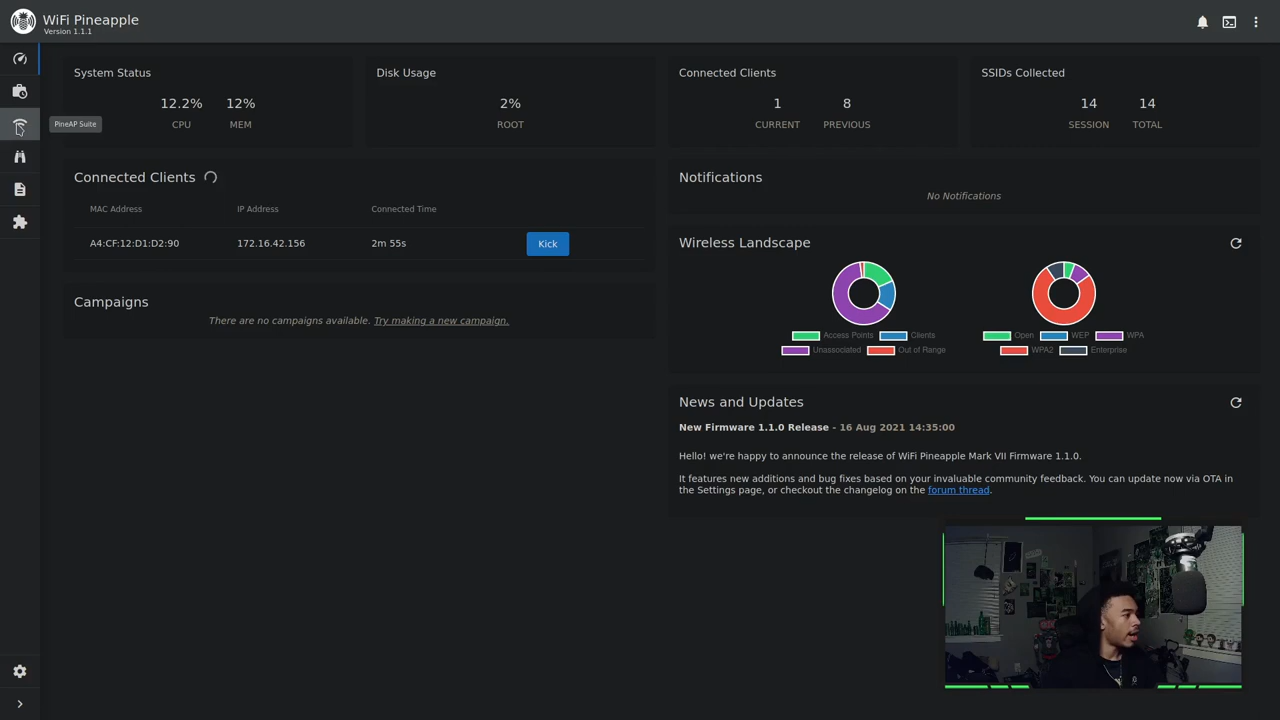 WiFi Pineapple
Version 1.1.1
PineAP Suite
System Status
12.2% 12%
CPU MEM
Disk Usage
2%
ROOT
Connected Clients
1 8
CURRENT PREVIOUS
SSIDs Collected
14 14
SESSION TOTAL
Connected Clients
MAC Address IP Address Connected Time
A4:CF:12:D1:D2:90 172.16.42.156 2m 55s Kick
Campaigns
There are no campaigns available. Try making a new campaign.
Notifications
No Notifications
Wireless Landscape
Access Points Clients
Unassociated Out of Range
Open WEP WPA
WPA2 Enterprise
News and Updates
New Firmware 1.1.0 Release - 16 Aug 2021 14:35:00
Hello! we're happy to announce the release of WiFi Pineapple Mark VII Firmware 1.1.0.
It features new additions and bug fixes based on your invaluable community feedback. You can update now via OTA in
the Settings page, or checkout the changelog on the forum thread.